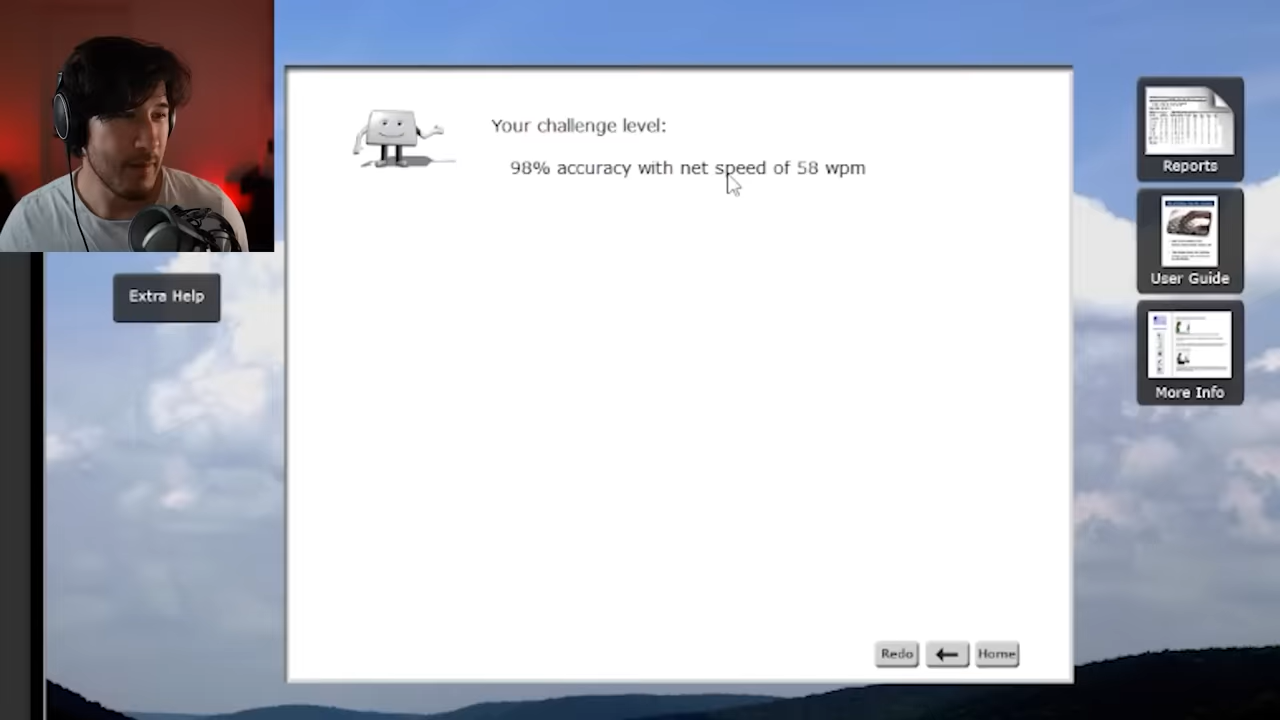 Your challenge level:
98% accuracy with net speed of 58 wpm
Extra Help
Reports
User Guide
More Info
Redo
Home